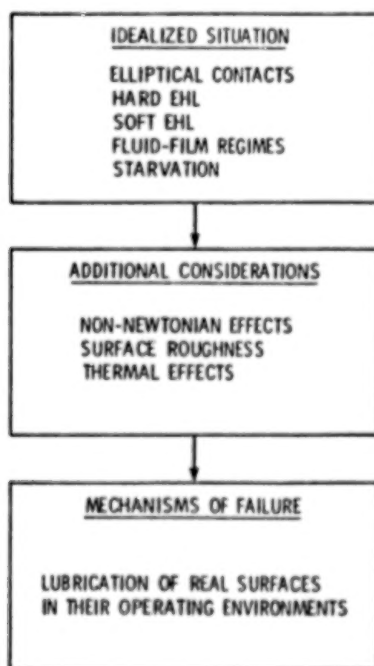 IDEALIZED SITUATION
ELLIPTICAL CONTACTS
HARD EHL
SOFT EHL
FLUID-FILM REGIMES
STARVATION
ADDITIONAL CONSIDERATIONS
NON-NEWTONIAN EFFECTS
SURFACE ROUGHNESS
THERMAL EFFECTS
MECHANISMS OF FAILURE
LUBRICATION OF REAL SURFACES
IN THEIR OPERATING ENVIRONMENTS